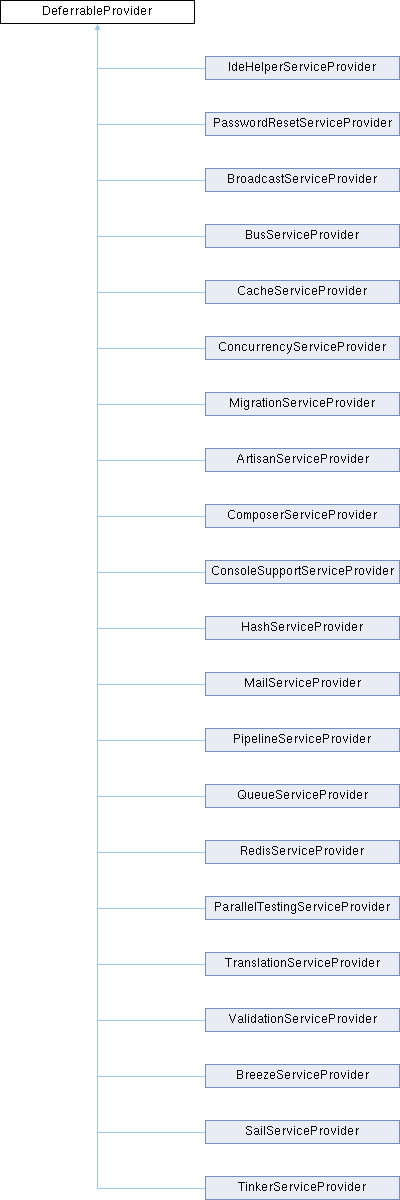 DeferrableProvider
IdeHelperServiceProvider
PasswordResetServiceProvider
BroadcastServiceProvider
BusServiceProvider
CacheServiceProvider
ConcurrencyServiceProvider
MigrationServiceProvider
ArtisanServiceProvider
ComposerServiceProvider
ConsoleSupportServiceProvider
HashServiceProvider
MailServiceProvider
PipelineServiceProvider
QueueServiceProvider
RedisServiceProvider
ParallelTestingServiceProvider
TranslationServiceProvider
ValidationServiceProvider
BreezeServiceProvider
SailServiceProvider
TinkerServiceProvider